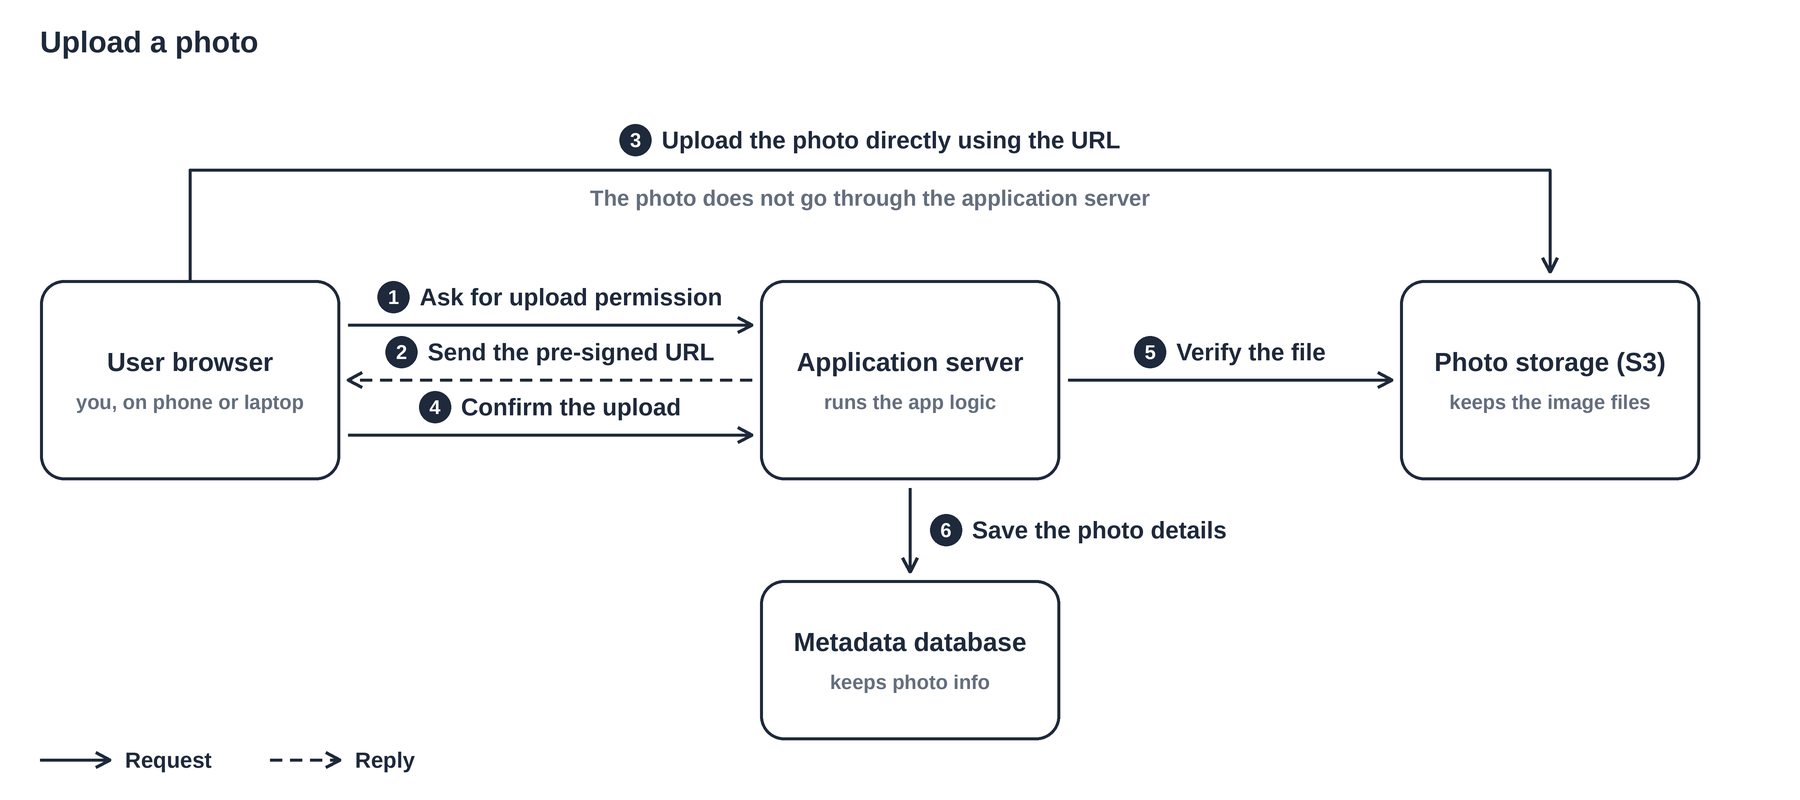 Upload a photo
3 Upload the photo directly using the URL
The photo does not go through the application server
1 Ask for upload permission
2 Send the pre-signed URL
4 Confirm the upload
User browser
you, on phone or laptop
Application server
runs the app logic
5 Verify the file
Photo storage (S3)
keeps the image files
6 Save the photo details
Metadata database
keeps photo info
Request
Reply